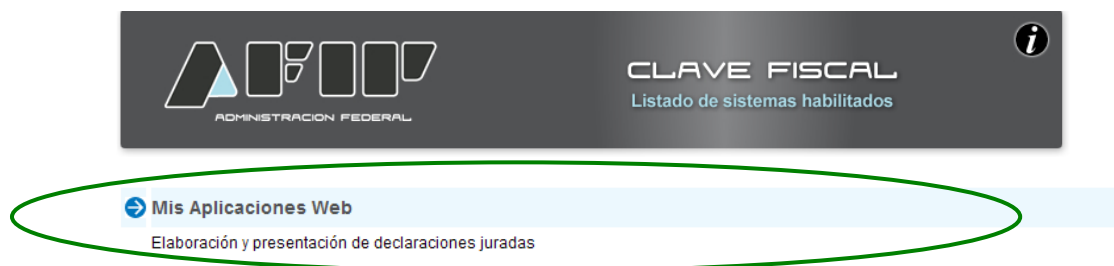 AFIP
ADMINISTRACION FEDERAL
i
CLAVE FISCAL
Listado de sistemas habilitados
Mis Aplicaciones Web
Elaboración y presentación de declaraciones juradas